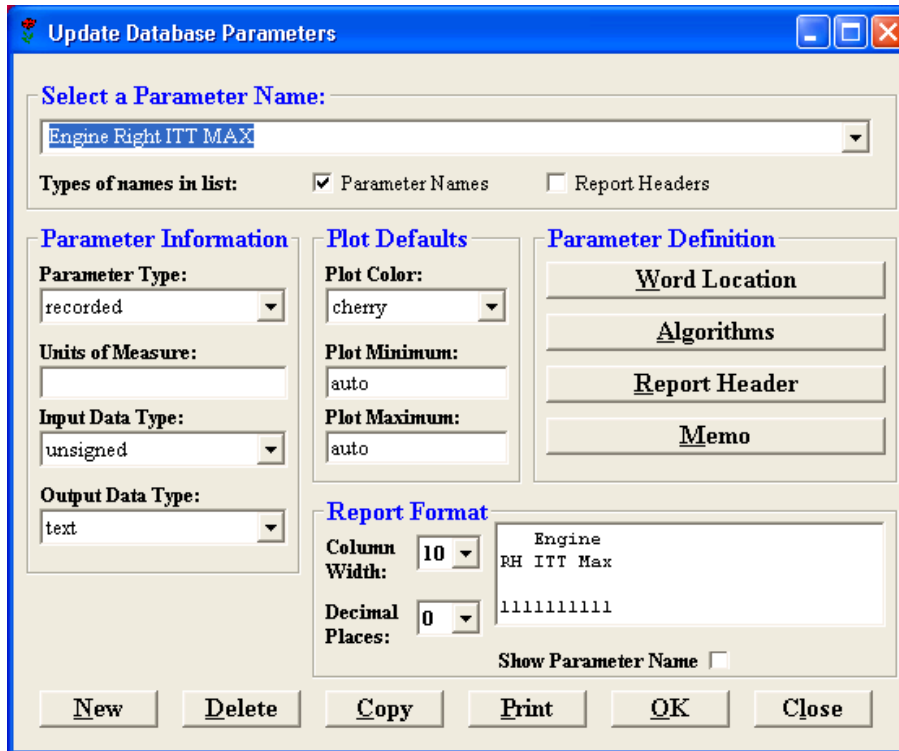 Update Database Parameters
Select a Parameter Name:
Engine Right ITT MAX
Types of names in list: Parameter Names Report Headers
Parameter Information
Parameter Type:
recorded
Units of Measure:
Input Data Type:
unsigned
Output Data Type:
text
Plot Defaults
Plot Color:
cherry
Plot Minimum:
auto
Plot Maximum:
auto
Parameter Definition
Word Location
Algorithms
Report Header
Memo
Report Format
Column Width: 10
Decimal Places: 0
Engine
RH ITT Max
llllllllll
Show Parameter Name
New Delete Copy Print OK Close